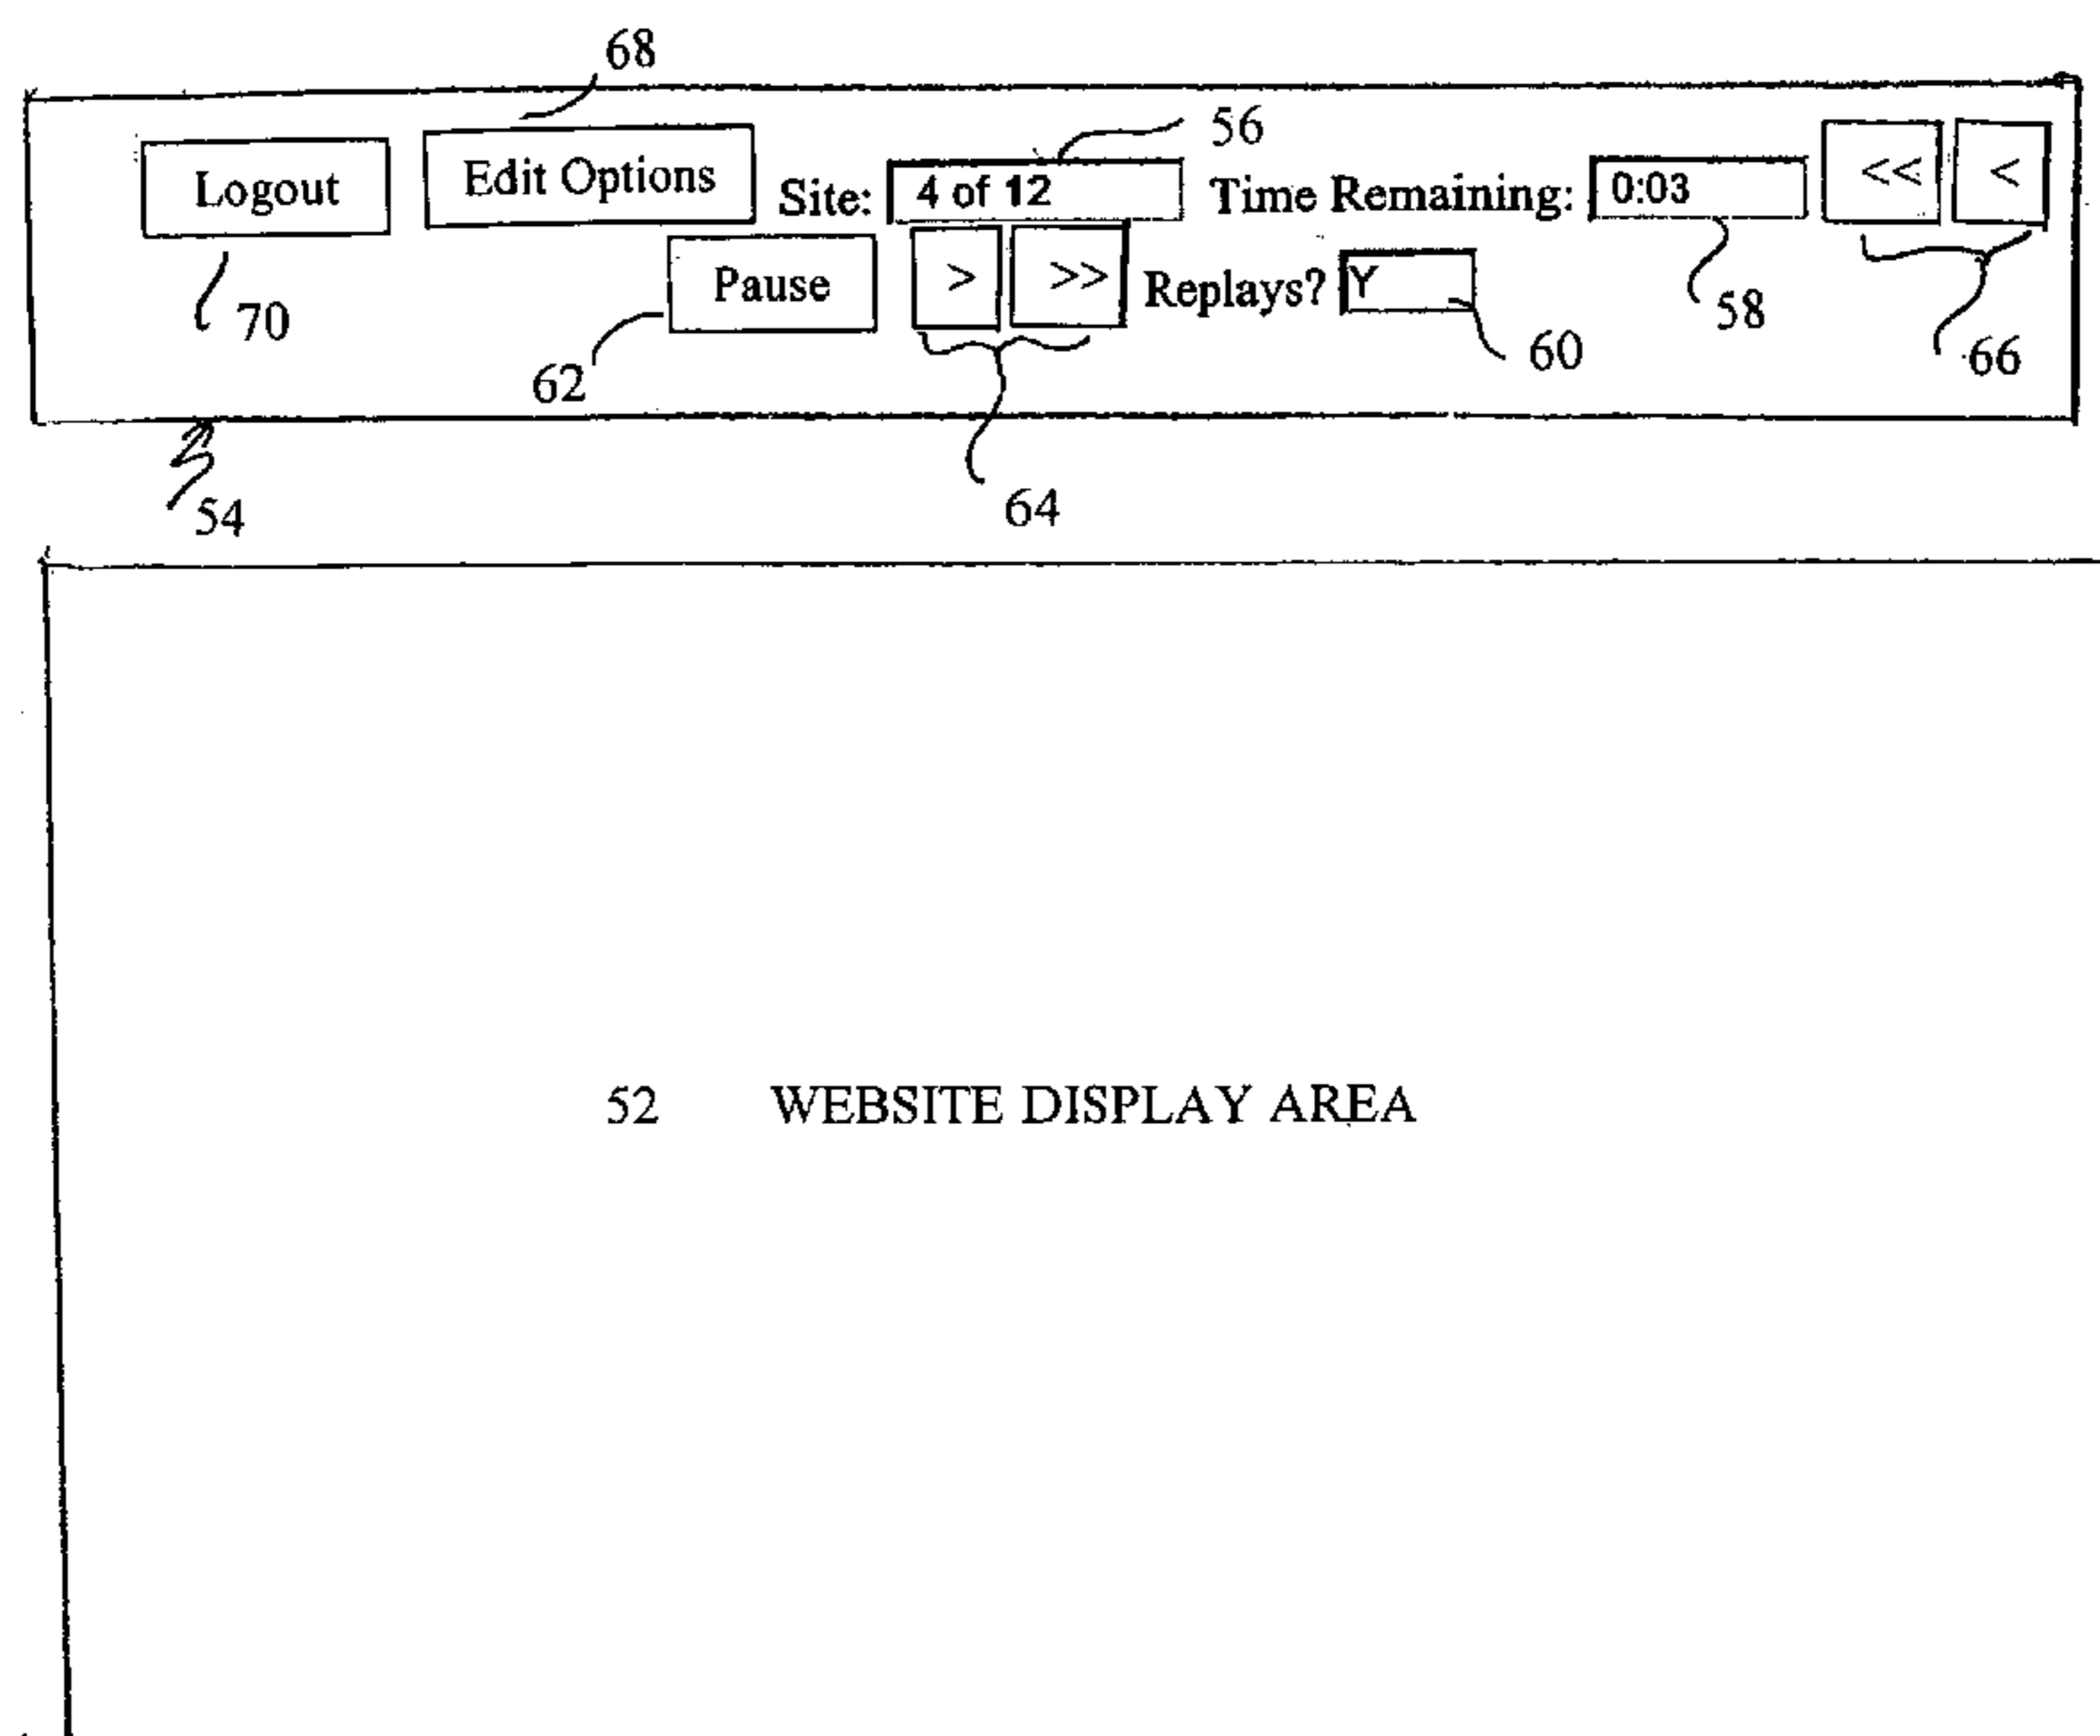 68
56
Logout Edit Options Site: 4 of 12 Time Remaining: 0:03 << <
Pause > >> Replays? Y
70 62 60 58 66
54 64
52 WEBSITE DISPLAY AREA